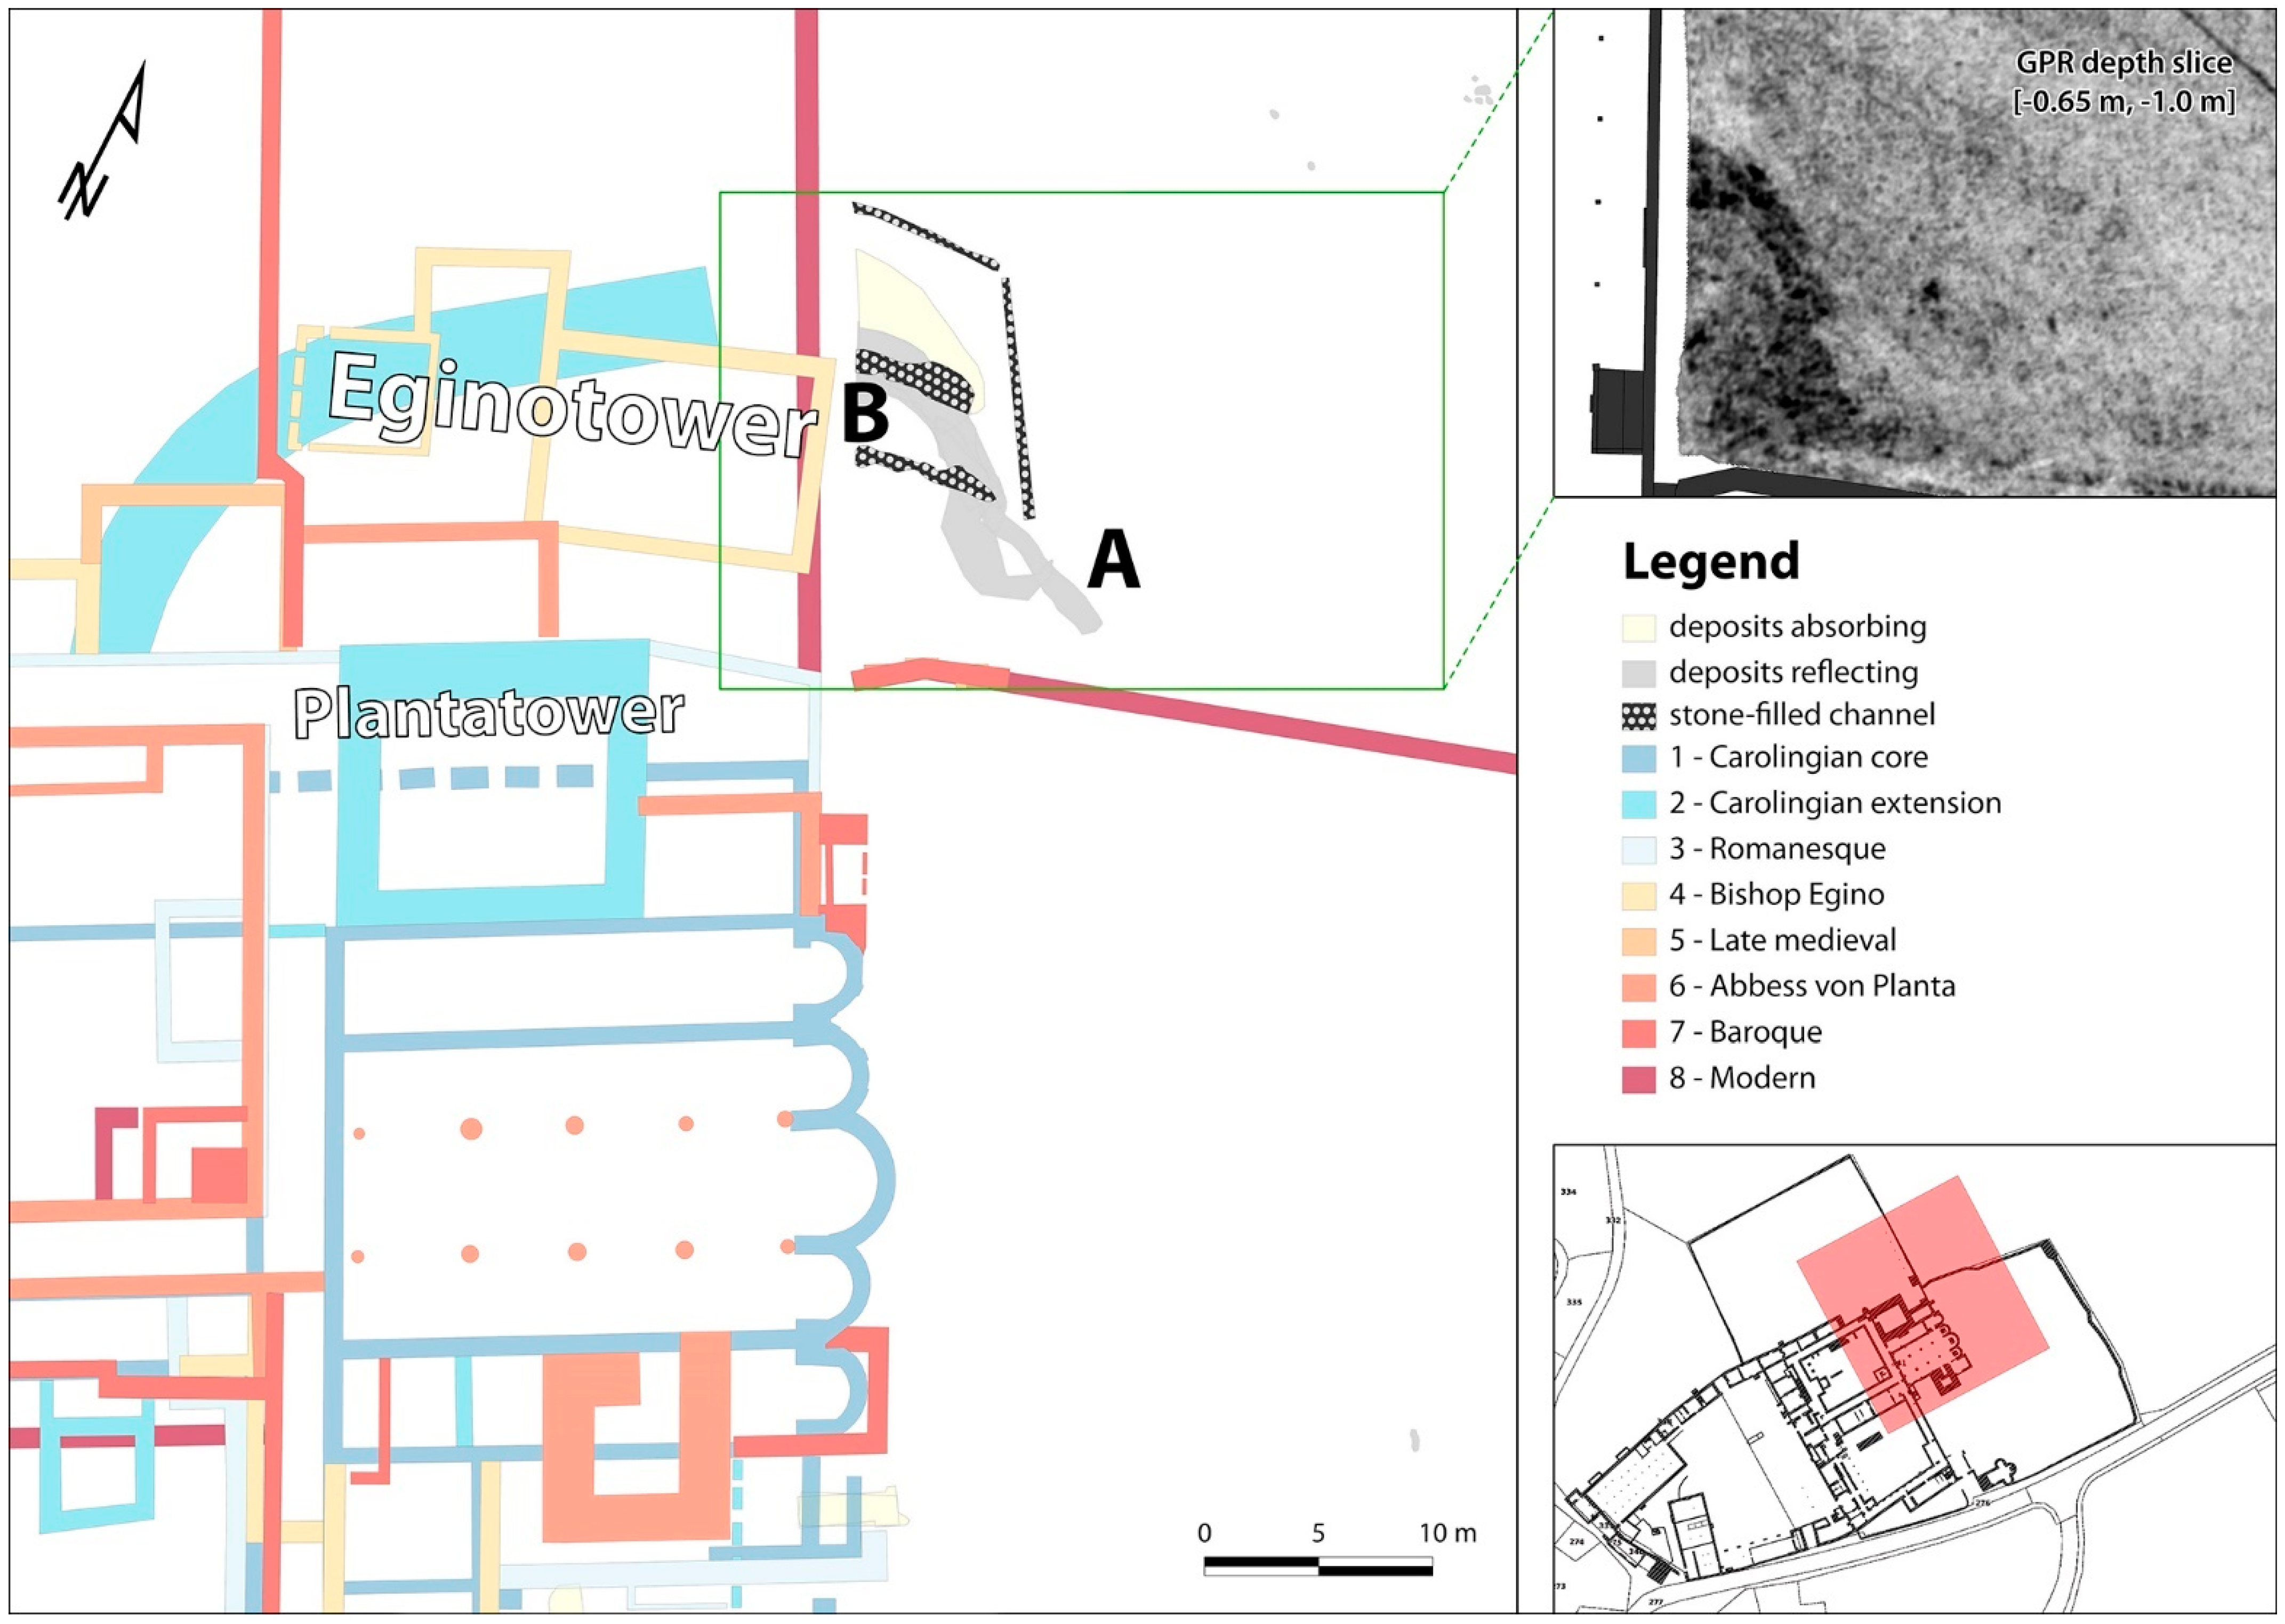 N
Eginotower
B
A
Plantatower
0 5 10 m
GPR depth slice
[-0.65 m, -1.0 m]
Legend
deposits absorbing
deposits reflecting
stone-filled channel
1 - Carolingian core
2 - Carolingian extension
3 - Romanesque
4 - Bishop Egino
5 - Late medieval
6 - Abbess von Planta
7 - Baroque
8 - Modern
334
332
335
276
274
273
277